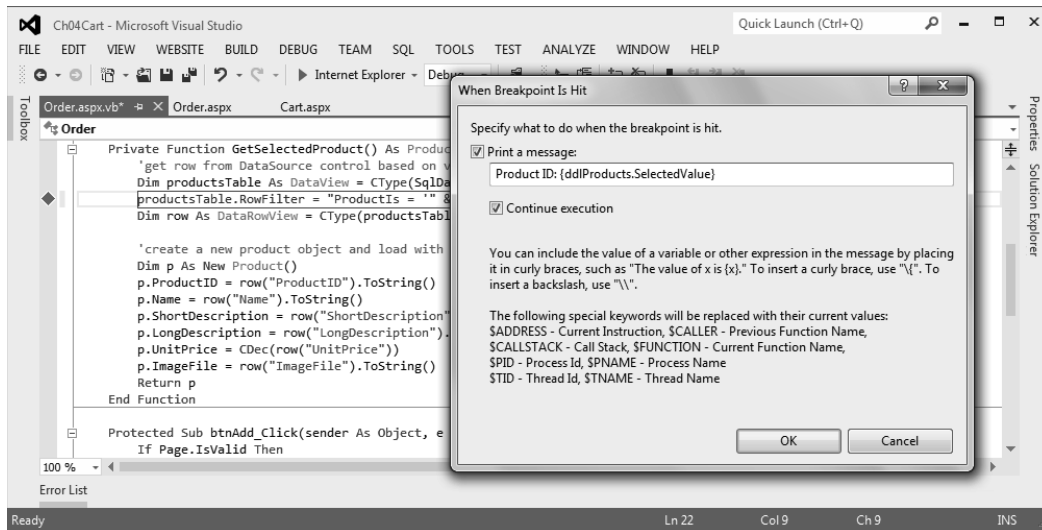 Ch04Cart - Microsoft Visual Studio
Quick Launch (Ctrl+Q)
FILE EDIT VIEW WEBSITE BUILD DEBUG TEAM SQL TOOLS TEST ANALYZE WINDOW HELP
Internet Explorer
Toolbox
Order.aspx.vb* Order.aspx Cart.aspx
Order
Private Function GetSelectedProduct() As Produc
'get row from DataSource control based on v
Dim productsTable As DataView = CType(SqlDa
productsTable.RowFilter = "ProductIs = '" &
Dim row As DataRowView = CType(productsTabl
'create a new product object and load with
Dim p As New Product()
p.ProductID = row("ProductID").ToString()
p.Name = row("Name").ToString()
p.ShortDescription = row("ShortDescription"
p.LongDescription = row("LongDescription").
p.UnitPrice = CDec(row("UnitPrice"))
p.ImageFile = row("ImageFile").ToString()
Return p
End Function
Protected Sub btnAdd_Click(sender As Object, e
If Page.IsValid Then
100 %
Error List
Ready
Ln 22 Col 9 Ch 9 INS
When Breakpoint Is Hit
Specify what to do when the breakpoint is hit.
Print a message:
Product ID: {ddlProducts.SelectedValue}
Continue execution
You can include the value of a variable or other expression in the message by placing
it in curly braces, such as "The value of x is {x}." To insert a curly brace, use "\{". To
insert a backslash, use "\\".
The following special keywords will be replaced with their current values:
$ADDRESS - Current Instruction, $CALLER - Previous Function Name,
$CALLSTACK - Call Stack, $FUNCTION - Current Function Name,
$PID - Process Id, $PNAME - Process Name
$TID - Thread Id, $TNAME - Thread Name
OK Cancel
Properties
Solution Explorer